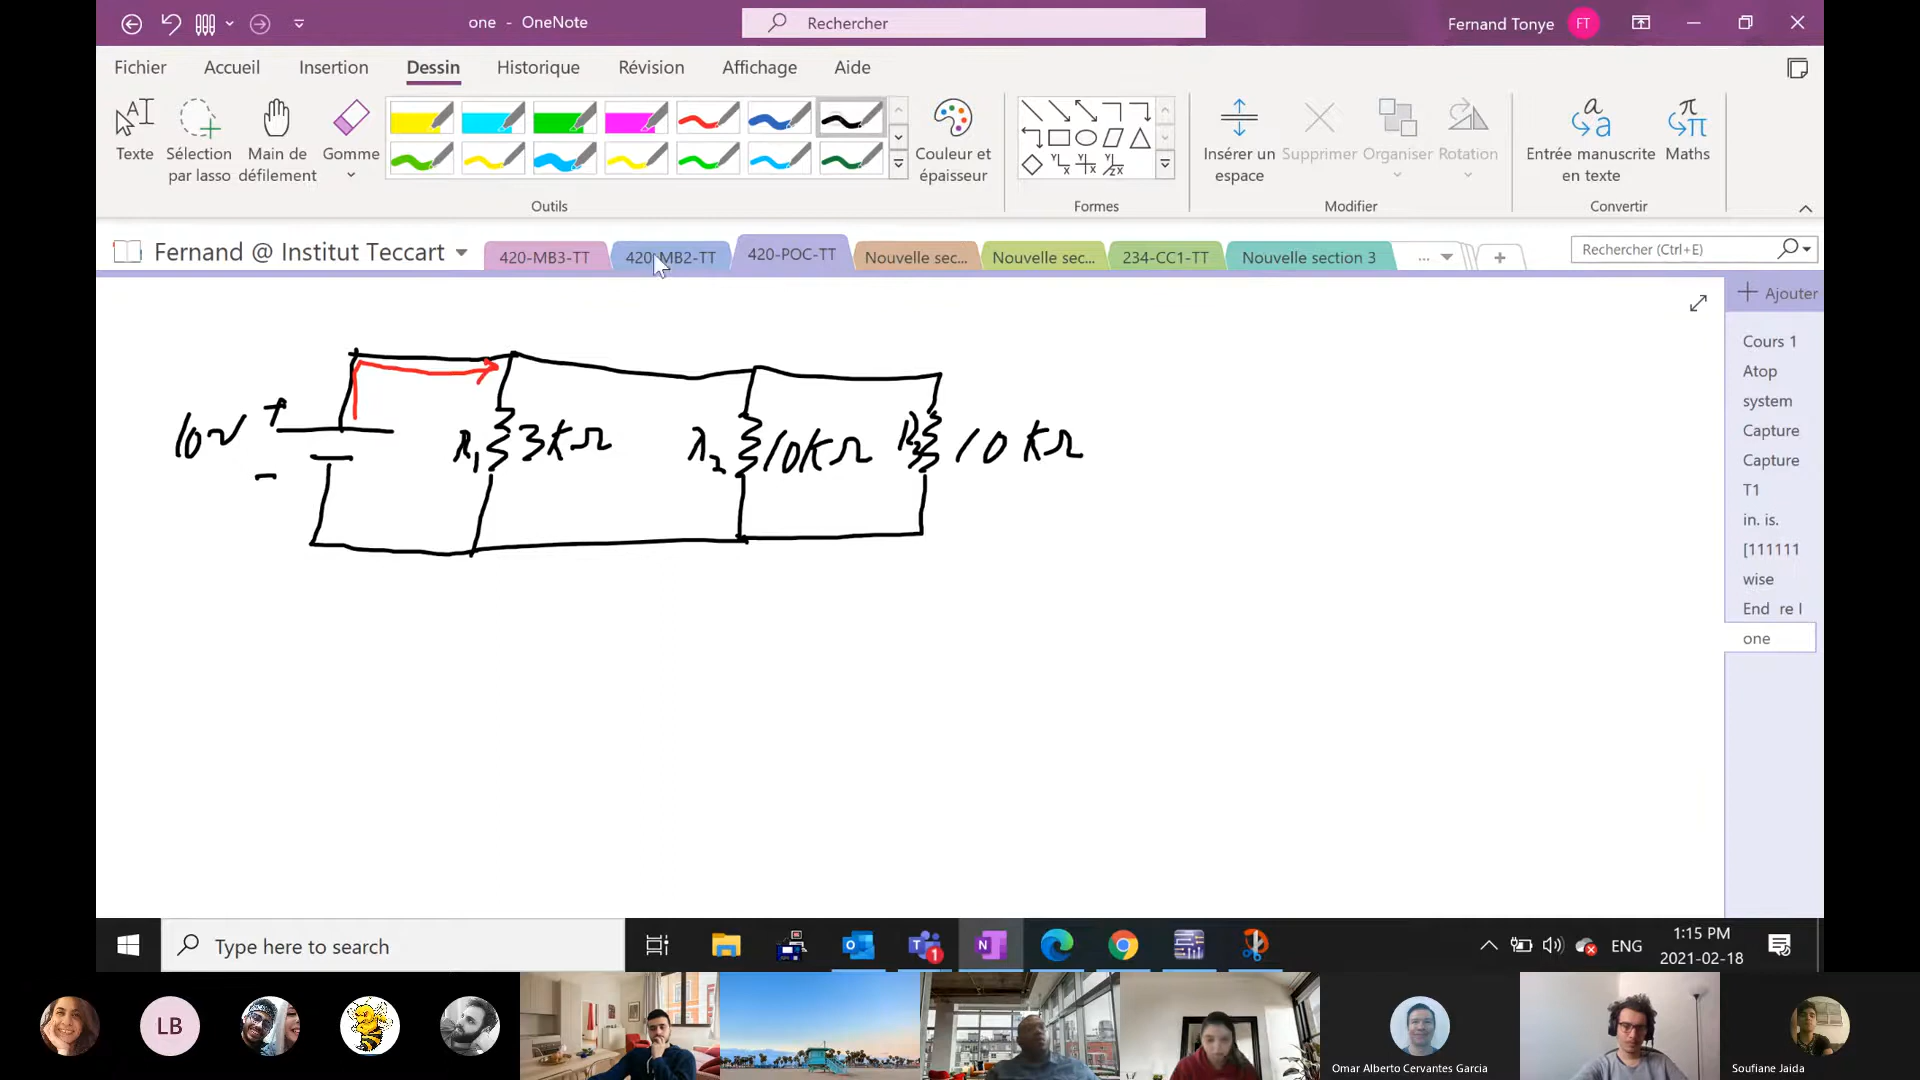 one - OneNote
Rechercher
Fernand Tonye
FT
Fichier
Accueil
Insertion
Dessin
Historique
Révision
Affichage
Aide
Texte
Sélection par lasso
Main de défilement
Gomme
Couleur et épaisseur
Insérer un espace
Supprimer
Organiser
Rotation
Entrée manuscrite en texte
Maths
Outils
Formes
Modifier
Convertir
Fernand @ Institut Teccart
420-MB3-TT
420-MB2-TT
420-POC-TT
Nouvelle sec...
Nouvelle sec...
234-CC1-TT
Nouvelle section 3
...
Rechercher (Ctrl+E)
Ajouter
Cours 1
Atop
system
Capture
Capture
T1
in. is.
[111111
wise
End re l
one
10V
+
-
R1
3KΩ
R2
10KΩ
R3
10 KΩ
Type here to search
1
ENG
1:15 PM
2021-02-18
LB
Omar Alberto Cervantes Garcia
Soufiane Jaida